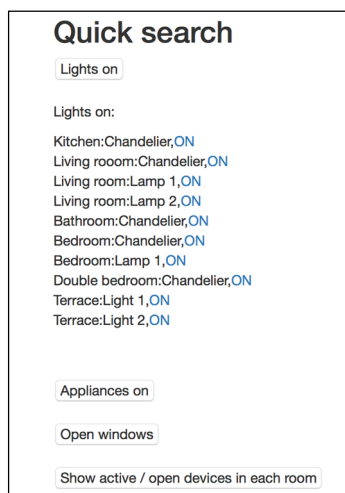 Quick search
Lights on
Lights on:
Kitchen:Chandelier,ON
Living rooom:Chandelier,ON
Living room:Lamp 1,ON
Living room:Lamp 2,ON
Bathroom:Chandelier,ON
Bedroom:Chandelier,ON
Bedroom:Lamp 1,ON
Double bedroom:Chandelier,ON
Terrace:Light 1,ON
Terrace:Light 2,ON
Appliances on
Open windows
Show active / open devices in each room